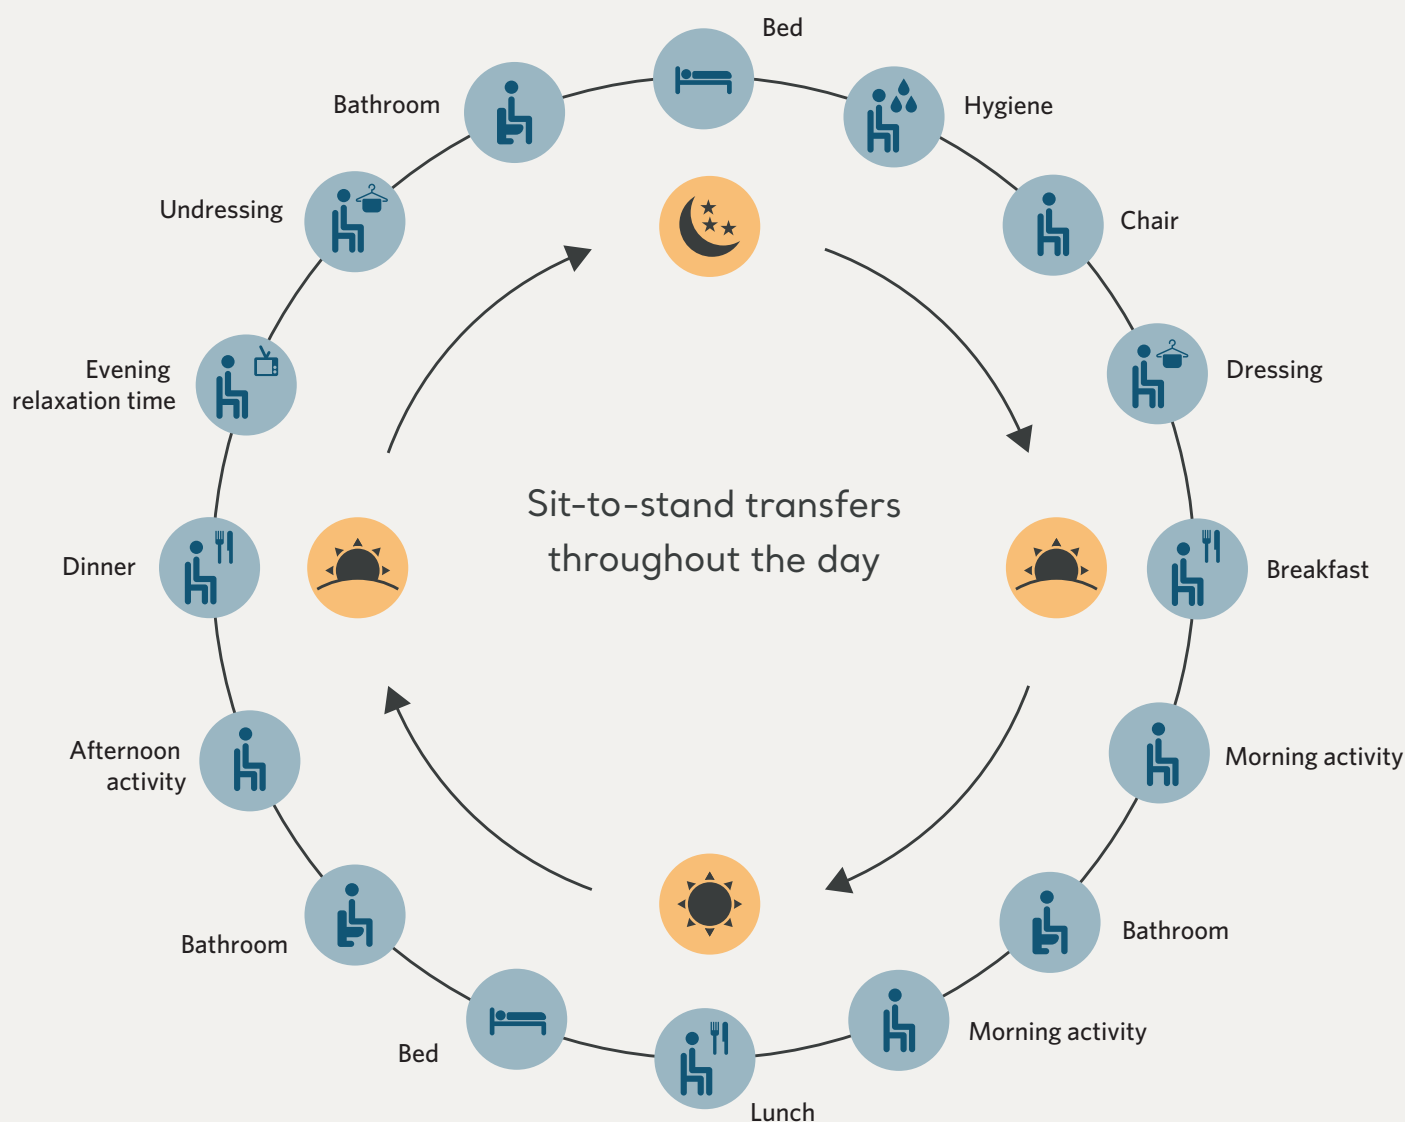 Bed
Hygiene
Chair
Dressing
Breakfast
Morning activity
Bathroom
Morning activity
Lunch
Bed
Bathroom
Afternoon
activity
Dinner
Evening
relaxation time
Undressing
Bathroom
Sit-to-stand transfers
throughout the day